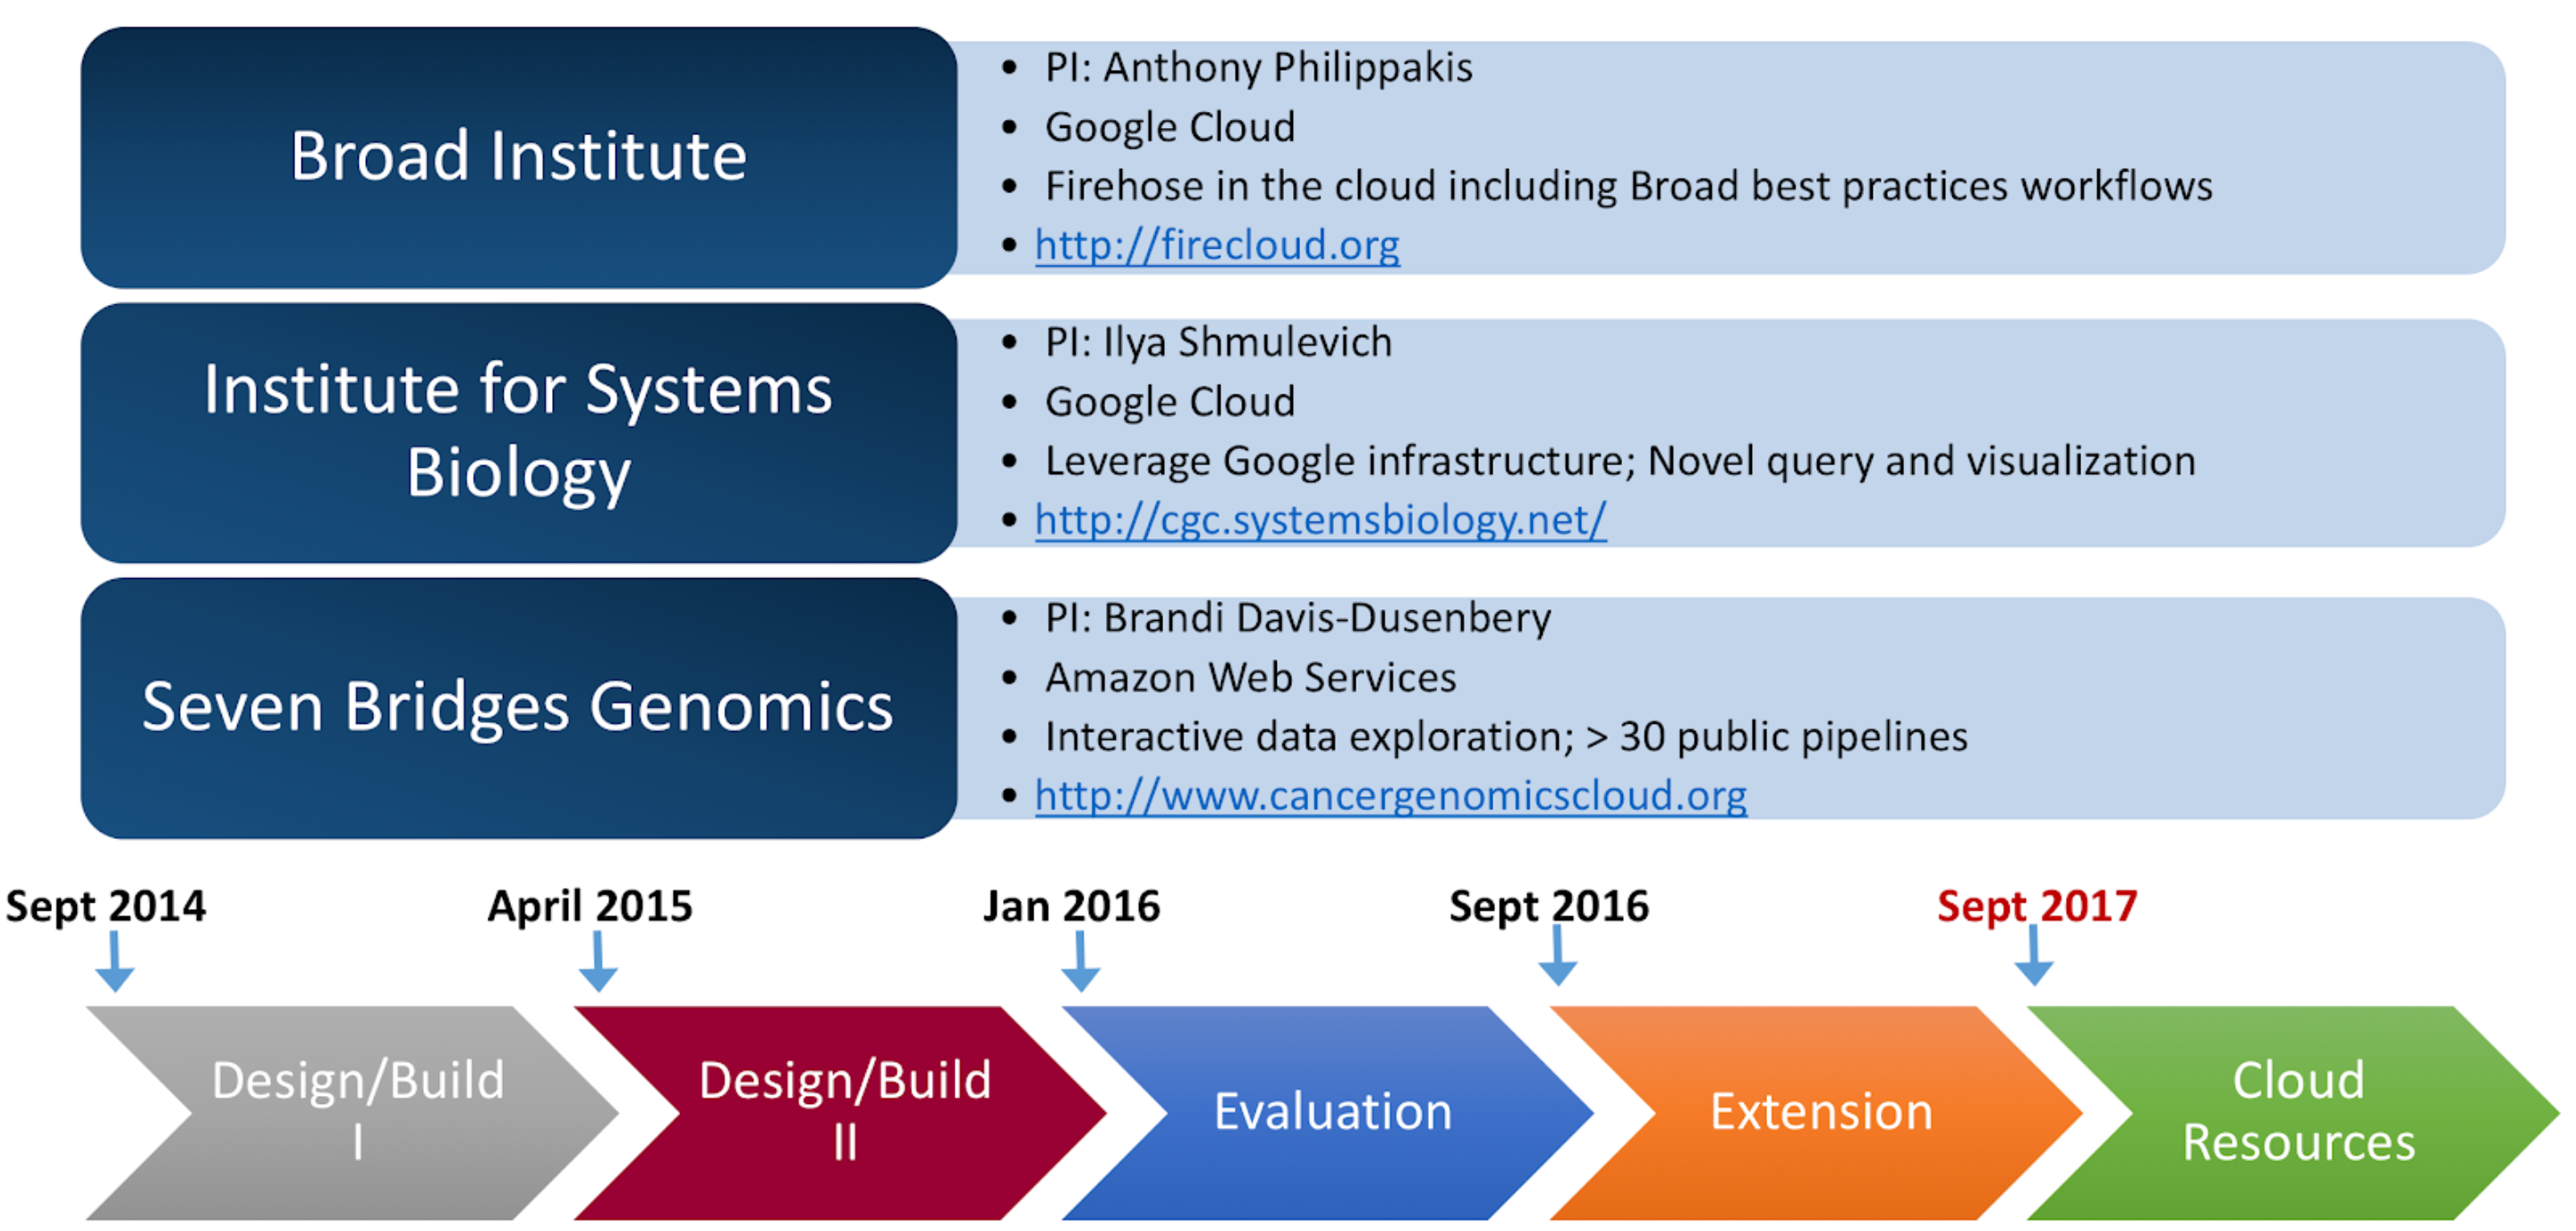 Broad Institute
• PI: Anthony Philippakis
• Google Cloud
• Firehose in the cloud including Broad best practices workflows
• http://firecloud.org
Institute for Systems
Biology
• PI: Ilya Shmulevich
• Google Cloud
• Leverage Google infrastructure; Novel query and visualization
• http://cgc.systemsbiology.net/
Seven Bridges Genomics
• PI: Brandi Davis-Dusenbery
• Amazon Web Services
• Interactive data exploration; > 30 public pipelines
• http://www.cancergenomicscloud.org
Sept 2014
April 2015
Jan 2016
Sept 2016
Sept 2017
Design/Build
I
Design/Build
II
Evaluation
Extension
Cloud
Resources